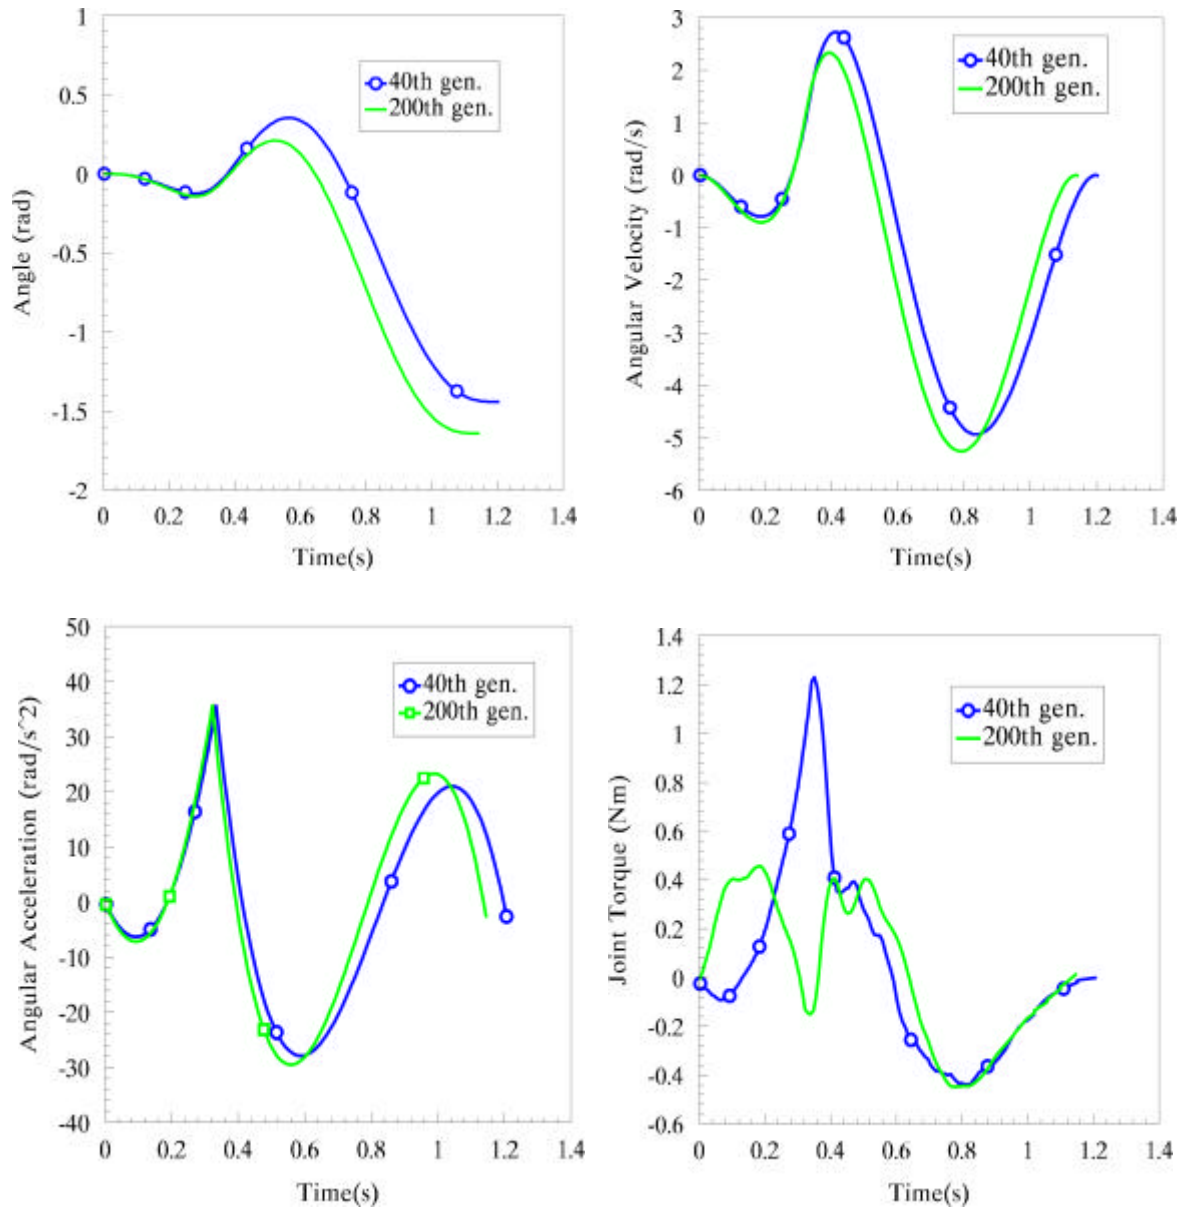 1
0.5
0
-0.5
-1
-1.5
-2
Angle (rad)
40th gen.
200th gen.
0 0.2 0.4 0.6 0.8 1 1.2 1.4
Time(s)
3
2
1
0
-1
-2
-3
-4
-5
-6
Angular Velocity (rad/s)
40th gen.
200th gen.
0 0.2 0.4 0.6 0.8 1 1.2 1.4
Time(s)
50
40
30
20
10
0
-10
-20
-30
-40
Angular Acceleration (rad/s^2)
40th gen.
200th gen.
0 0.2 0.4 0.6 0.8 1 1.2 1.4
Time(s)
1.4
1.2
1
0.8
0.6
0.4
0.2
0
-0.2
-0.4
-0.6
Joint Torque (Nm)
40th gen.
200th gen.
0 0.2 0.4 0.6 0.8 1 1.2 1.4
Time(s)